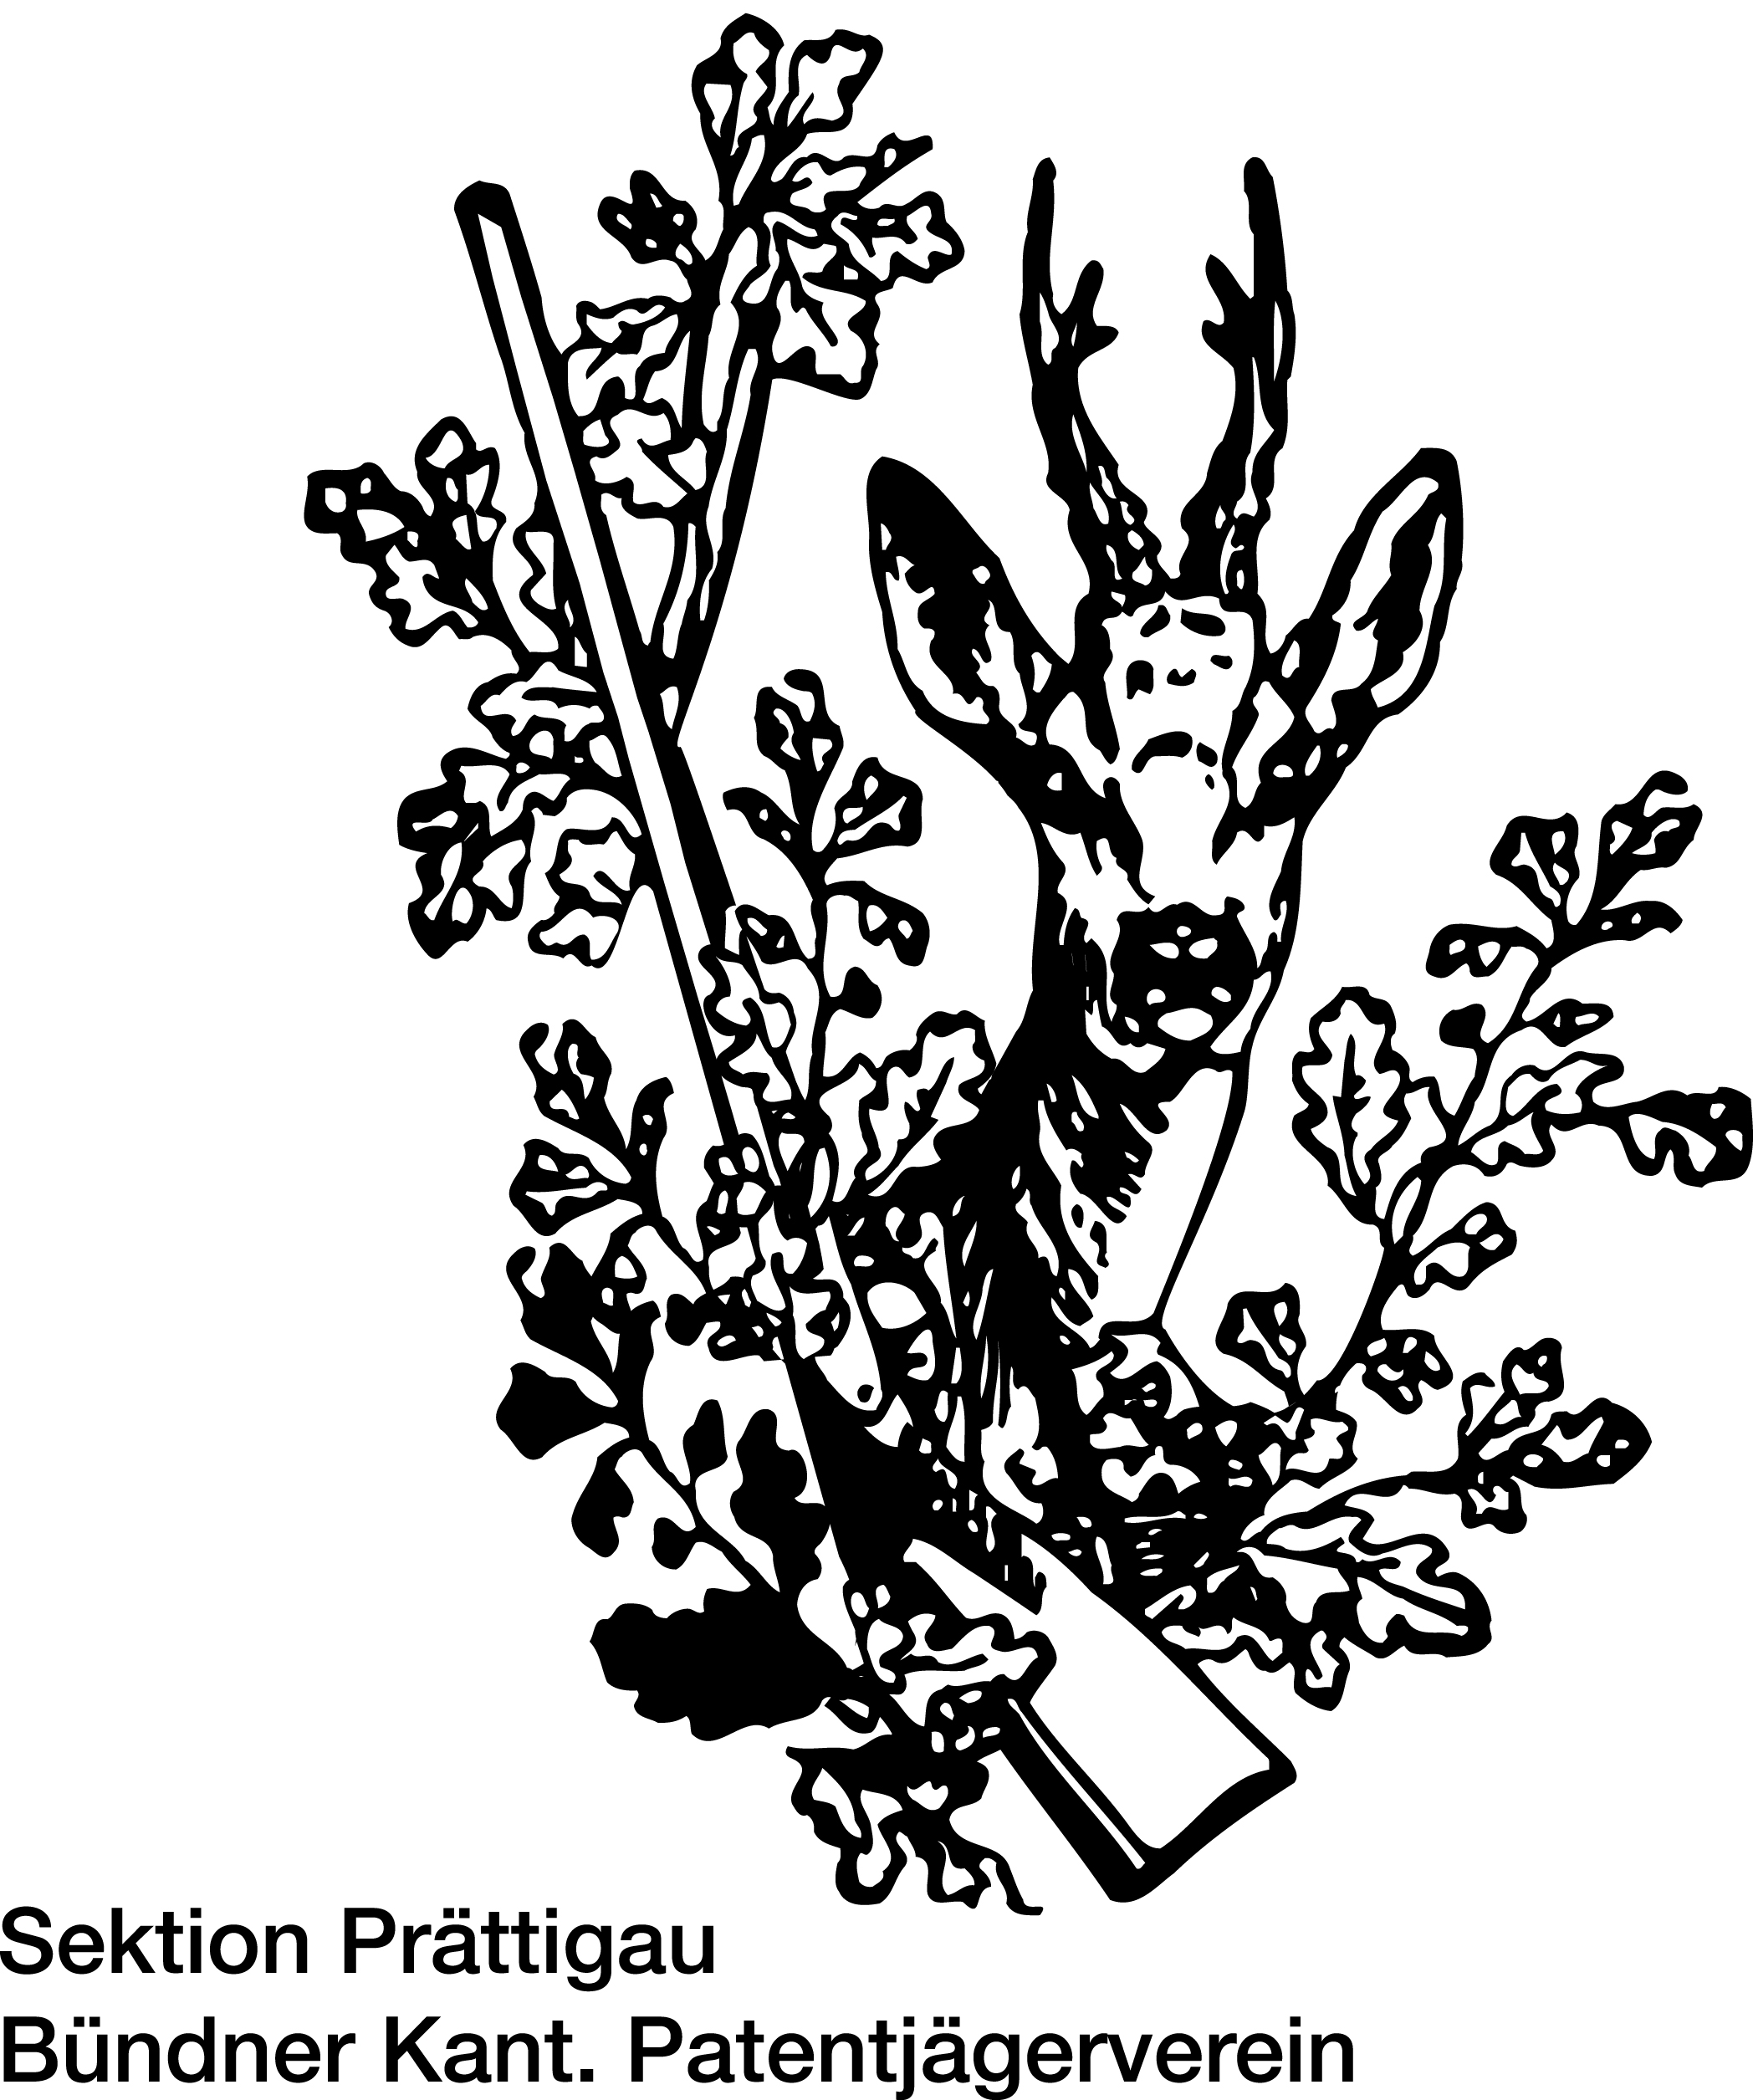 Sektion Prättigau
Bündner Kant. Patentjägerverein